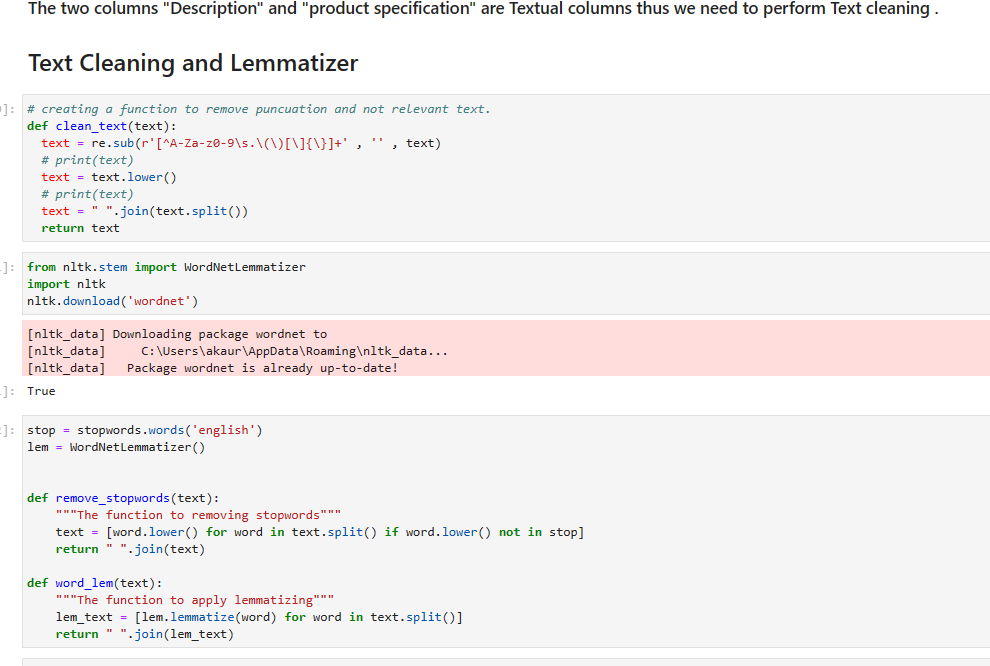 The two columns "Description" and "product specification" are Textual columns thus we need to perform Text cleaning .
Text Cleaning and Lemmatizer
]:
# creating a function to remove puncuation and not relevant text.
def clean_text(text):
  text = re.sub(r'[^A-Za-z0-9\s.\(\)[\]{\}]+' , '' , text)
  # print(text)
  text = text.lower()
  # print(text)
  text = " ".join(text.split())
  return text
]:
from nltk.stem import WordNetLemmatizer
import nltk
nltk.download('wordnet')
[nltk_data] Downloading package wordnet to
[nltk_data]     C:\Users\akaur\AppData\Roaming\nltk_data...
[nltk_data]   Package wordnet is already up-to-date!
]:
True
]:
stop = stopwords.words('english')
lem = WordNetLemmatizer()
def remove_stopwords(text):
    """The function to removing stopwords"""
    text = [word.lower() for word in text.split() if word.lower() not in stop]
    return " ".join(text)
def word_lem(text):
    """The function to apply lemmatizing"""
    lem_text = [lem.lemmatize(word) for word in text.split()]
    return " ".join(lem_text)